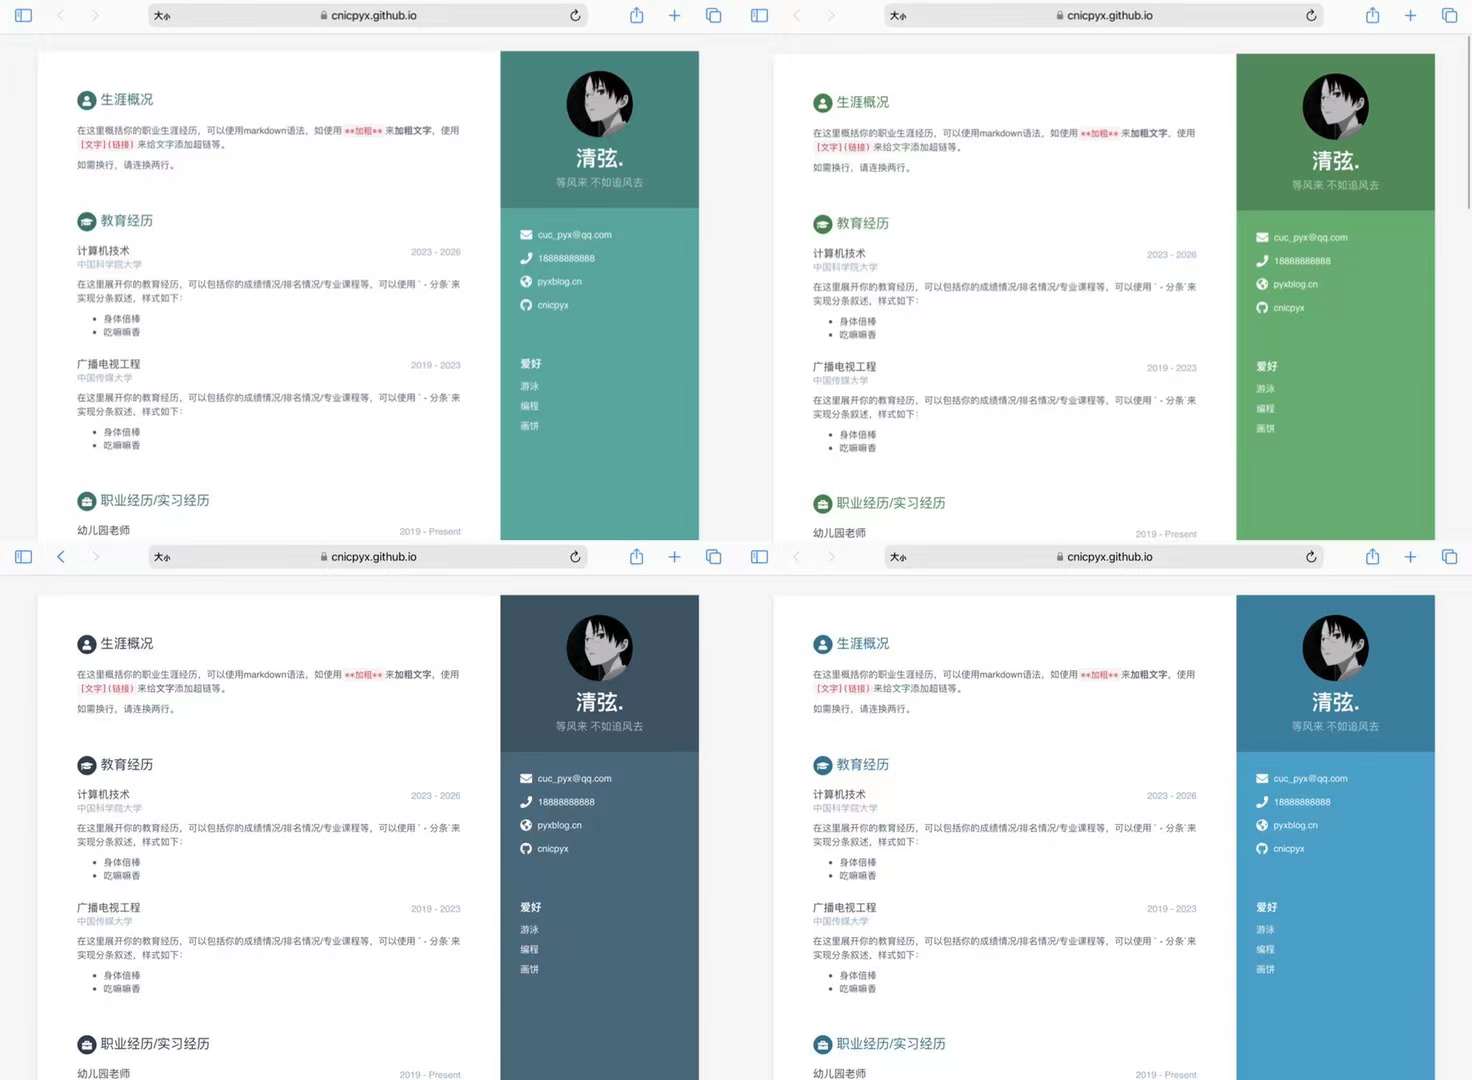 大小
cnicpyx.github.io
生涯概况
在这里概括你的职业生涯经历，可以使用markdown语法，如使用 **加粗** 来加粗文字，使用
[文字](链接) 来给文字添加超链等。
如需换行，请连换两行。
教育经历
计算机技术
2023 - 2026
中国科学院大学
在这里展开你的教育经历，可以包括你的成绩情况/排名情况/专业课程等，可以使用 ` - 分条`来
实现分条叙述，样式如下：
• 身体倍棒
• 吃嘛嘛香
广播电视工程
2019 - 2023
中国传媒大学
在这里展开你的教育经历，可以包括你的成绩情况/排名情况/专业课程等，可以使用 ` - 分条`来
实现分条叙述，样式如下：
• 身体倍棒
• 吃嘛嘛香
职业经历/实习经历
幼儿园老师
2019 - Present
清弦.
等风来 不如追风去
cuc_pyx@qq.com
18888888888
pyxblog.cn
cnicpyx
爱好
游泳
编程
画饼
大小
cnicpyx.github.io
生涯概况
在这里概括你的职业生涯经历，可以使用markdown语法，如使用 **加粗** 来加粗文字，使用
[文字](链接) 来给文字添加超链等。
如需换行，请连换两行。
教育经历
计算机技术
2023 - 2026
中国科学院大学
在这里展开你的教育经历，可以包括你的成绩情况/排名情况/专业课程等，可以使用 ` - 分条`来
实现分条叙述，样式如下：
• 身体倍棒
• 吃嘛嘛香
广播电视工程
2019 - 2023
中国传媒大学
在这里展开你的教育经历，可以包括你的成绩情况/排名情况/专业课程等，可以使用 ` - 分条`来
实现分条叙述，样式如下：
• 身体倍棒
• 吃嘛嘛香
职业经历/实习经历
幼儿园老师
2019 - Present
清弦.
等风来 不如追风去
cuc_pyx@qq.com
18888888888
pyxblog.cn
cnicpyx
爱好
游泳
编程
画饼
大小
cnicpyx.github.io
生涯概况
在这里概括你的职业生涯经历，可以使用markdown语法，如使用 **加粗** 来加粗文字，使用
[文字](链接) 来给文字添加超链等。
如需换行，请连换两行。
教育经历
计算机技术
2023 - 2026
中国科学院大学
在这里展开你的教育经历，可以包括你的成绩情况/排名情况/专业课程等，可以使用 ` - 分条`来
实现分条叙述，样式如下：
• 身体倍棒
• 吃嘛嘛香
广播电视工程
2019 - 2023
中国传媒大学
在这里展开你的教育经历，可以包括你的成绩情况/排名情况/专业课程等，可以使用 ` - 分条`来
实现分条叙述，样式如下：
• 身体倍棒
• 吃嘛嘛香
职业经历/实习经历
幼儿园老师
2019 - Present
清弦.
等风来 不如追风去
cuc_pyx@qq.com
18888888888
pyxblog.cn
cnicpyx
爱好
游泳
编程
画饼
大小
cnicpyx.github.io
生涯概况
在这里概括你的职业生涯经历，可以使用markdown语法，如使用 **加粗** 来加粗文字，使用
[文字](链接) 来给文字添加超链等。
如需换行，请连换两行。
教育经历
计算机技术
2023 - 2026
中国科学院大学
在这里展开你的教育经历，可以包括你的成绩情况/排名情况/专业课程等，可以使用 ` - 分条`来
实现分条叙述，样式如下：
• 身体倍棒
• 吃嘛嘛香
广播电视工程
2019 - 2023
中国传媒大学
在这里展开你的教育经历，可以包括你的成绩情况/排名情况/专业课程等，可以使用 ` - 分条`来
实现分条叙述，样式如下：
• 身体倍棒
• 吃嘛嘛香
职业经历/实习经历
幼儿园老师
2019 - Present
清弦.
等风来 不如追风去
cuc_pyx@qq.com
18888888888
pyxblog.cn
cnicpyx
爱好
游泳
编程
画饼